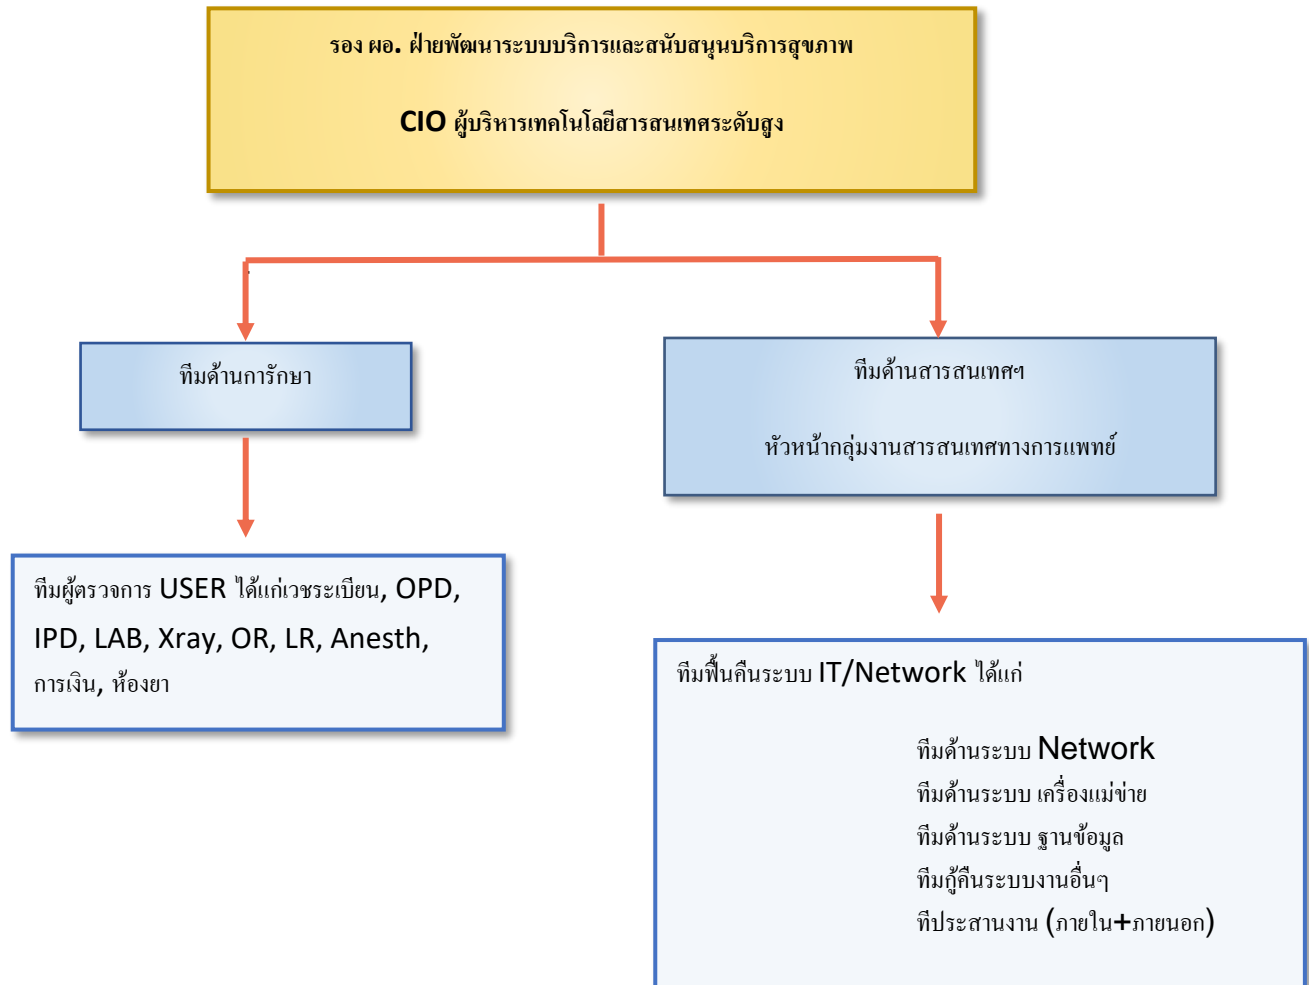 รอง ผอ. ฝ่ายพัฒนาระบบบริการและสนับสนุนบริการสุขภาพ
CIO ผู้บริหารเทคโนโลยีสารสนเทศระดับสูง
ทีมด้านการักษา
ทีมด้านสารสนเทศฯ
หัวหน้ากลุ่มงานสารสนเทศทางการแพทย์
ทีมผู้ตรวจการ USER ได้แก่เวชระเบียน, OPD,
IPD, LAB, Xray, OR, LR, Anesth,
การเงิน, ห้องยา
ทีมฟื้นคืนระบบ IT/Network ได้แก่
ทีมด้านระบบ Network
ทีมด้านระบบ เครื่องแม่ข่าย
ทีมด้านระบบ ฐานข้อมูล
ทีมกู้คืนระบบงานอื่นๆ
ทีประสานงาน (ภายใน+ภายนอก)